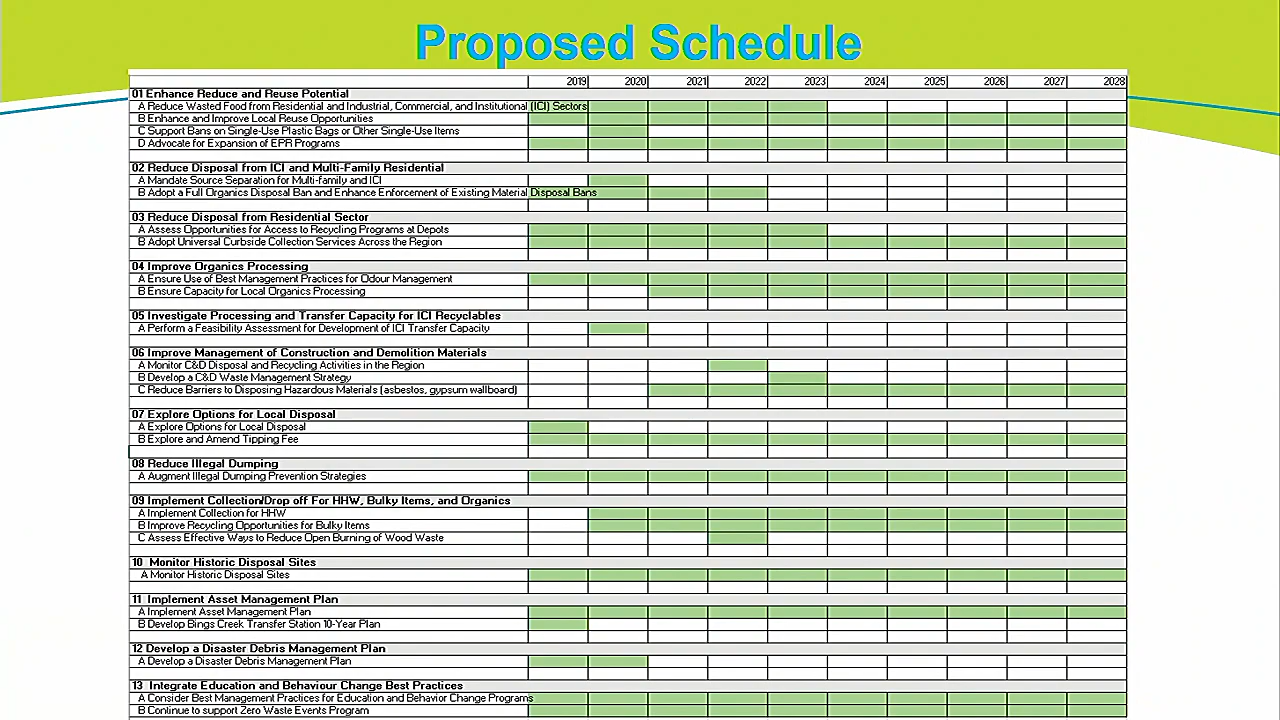 Proposed Schedule
2019 2020 2021 2022 2023 2024 2025 2026 2027 2028
01 Enhance Reduce and Reuse Potential
A Reduce Wasted Food from Residential and Industrial, Commercial, and Institutional (ICI) Sectors
B Enhance and Improve Local Reuse Opportunities
C Support Bans on Single-Use Plastic Bags or Other Single-Use Items
D Advocate for Expansion of EPR Programs
02 Reduce Disposal from ICI and Multi-Family Residential
A Mandate Source Separation for Multi-family and ICI
B Adopt a Full Organics Disposal Ban and Enhance Enforcement of Existing Material Disposal Bans
03 Reduce Disposal from Residential Sector
A Assess Opportunities for Access to Recycling Programs at Depots
B Adopt Universal Curbside Collection Services Across the Region
04 Improve Organics Processing
A Ensure Use of Best Management Practices for Odour Management
B Ensure Capacity for Local Organics Processing
05 Investigate Processing and Transfer Capacity for ICI Recyclables
A Perform a Feasibility Assessment for Development of ICI Transfer Capacity
06 Improve Management of Construction and Demolition Materials
A Monitor C&D Disposal and Recycling Activities in the Region
B Develop a C&D Waste Management Strategy
C Reduce Barriers to Disposing Hazardous Materials (asbestos, gypsum wallboard)
07 Explore Options for Local Disposal
A Explore Options for Local Disposal
B Explore and Amend Tipping Fee
08 Reduce Illegal Dumping
A Augment Illegal Dumping Prevention Strategies
09 Implement Collection/Drop off For HHW, Bulky Items, and Organics
A Implement Collection for HHW
B Improve Recycling Opportunities for Bulky Items
C Assess Effective Ways to Reduce Open Burning of Wood Waste
10 Monitor Historic Disposal Sites
A Monitor Historic Disposal Sites
11 Implement Asset Management Plan
A Implement Asset Management Plan
B Develop Bings Creek Transfer Station 10-Year Plan
12 Develop a Disaster Debris Management Plan
A Develop a Disaster Debris Management Plan
13 Integrate Education and Behaviour Change Best Practices
A Consider Best Management Practices for Education and Behavior Change Programs
B Continue to support Zero Waste Events Program